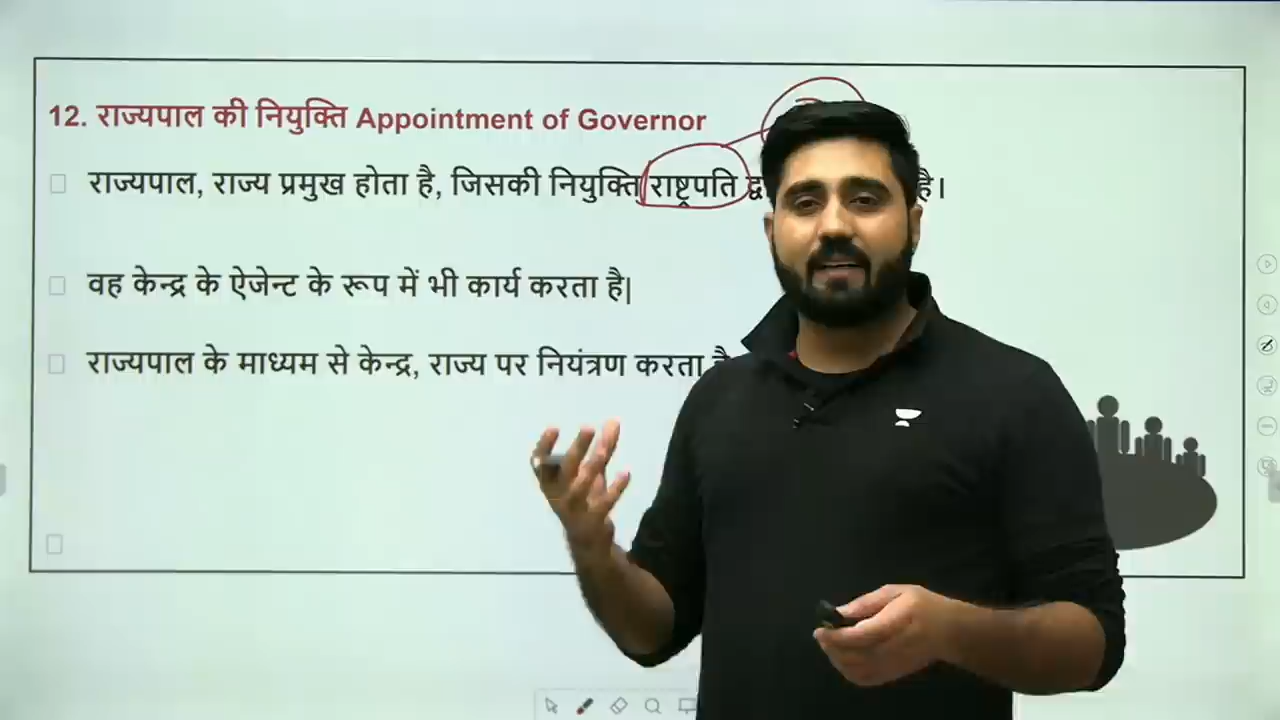 12. राज्यपाल की नियुक्ति Appointment of Governor
राज्यपाल, राज्य प्रमुख होता है, जिसकी नियुक्ति राष्ट्रपति है।
वह केन्द्र के ऐजेन्ट के रूप में भी कार्य करता है|
राज्यपाल के माध्यम से केन्द्र, राज्य पर नियंत्रण करता है